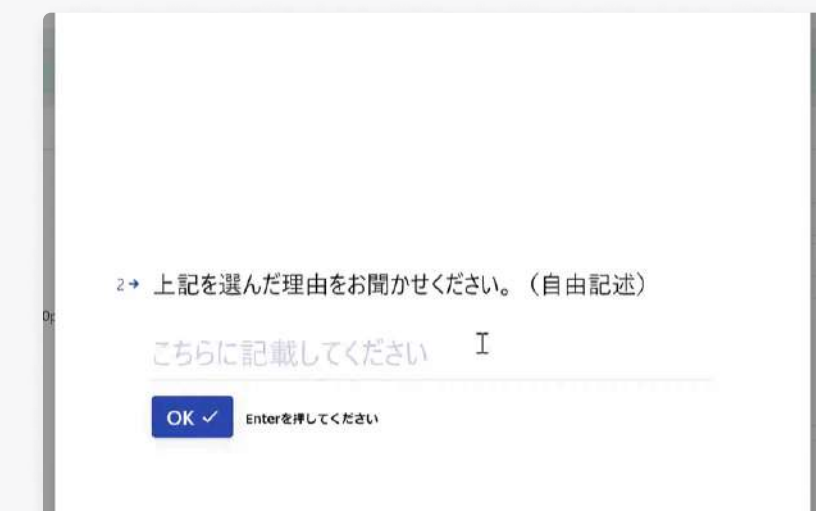 2→ 上記を選んだ理由をお聞かせください。（自由記述）
こちらに記載してください
OK ✓ Enterを押してください